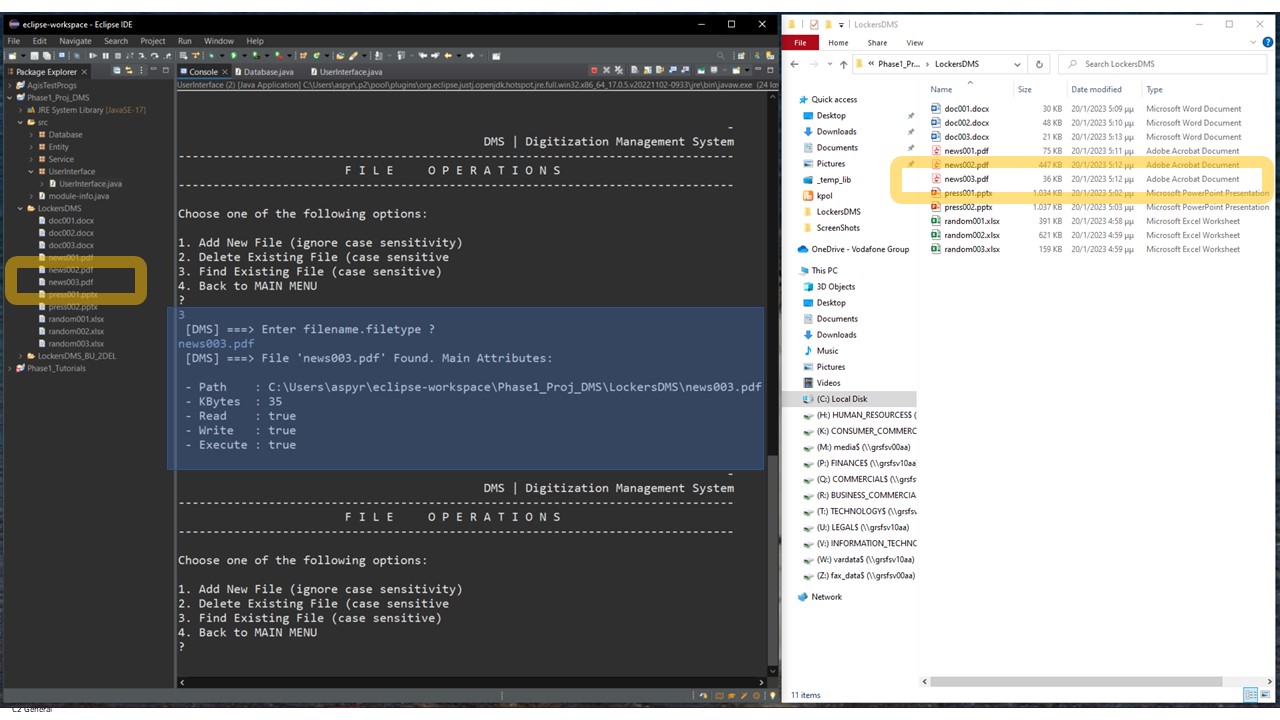 eclipse-workspace - Eclipse IDE
File Edit Navigate Search Project Run Window Help
Package Explorer
AgisTestProgs
Phase1_Proj_DMS
JRE System Library [JavaSE-17]
src
Database
Entity
Service
UserInterface
UserInterface.java
module-info.java
LockersDMS
doc001.docx
doc002.docx
doc003.docx
news001.pdf
news002.pdf
news003.pdf
press001.pptx
press002.pptx
random001.xlsx
random002.xlsx
random003.xlsx
LockersDMS_BU_2DEL
Phase1_Tutorials
Console Database.java UserInterface.java
UserInterface (2) [Java Application] C:\Users\aspyr\.p2\pool\plugins\org.eclipse.justj.openjdk.hotspot.jre.full.win32.x86_64_17.0.5.v20221102-0933\jre\bin\javaw.exe
DMS | Digitization Management System
F I L E O P E R A T I O N S
Choose one of the following options:
1. Add New File (ignore case sensitivity)
2. Delete Existing File (case sensitive
3. Find Existing File (case sensitive)
4. Back to MAIN MENU
?
3
[DMS] ===> Enter filename.filetype ?
news003.pdf
[DMS] ===> File 'news003.pdf' Found. Main Attributes:
- Path : C:\Users\aspyr\eclipse-workspace\Phase1_Proj_DMS\LockersDMS\news003.pdf
- KBytes : 35
- Read : true
- Write : true
- Execute : true
DMS | Digitization Management System
F I L E O P E R A T I O N S
Choose one of the following options:
1. Add New File (ignore case sensitivity)
2. Delete Existing File (case sensitive
3. Find Existing File (case sensitive)
4. Back to MAIN MENU
?
C2 General
LockersDMS
File Home Share View
« Phase1_Pr... › LockersDMS
Search LockersDMS
Quick access
Desktop
Downloads
Documents
Pictures
_temp_lib
kpol
LockersDMS
ScreenShots
OneDrive - Vodafone Group
This PC
3D Objects
Desktop
Documents
Downloads
Music
Pictures
Videos
(C:) Local Disk
(H:) HUMAN_RESOURCES$ (
(K:) CONSUMER_COMMERC
(M:) media$ (\\grsfsv00aa)
(P:) FINANCE$ (\\grsfsv10aa)
(Q:) COMMERCIAL$ (\\grsfs
(R:) BUSINESS_COMMERCIA
(T:) TECHNOLOGY$ (\\grsfsv
(U:) LEGAL$ (\\grsfsv10aa)
(V:) INFORMATION_TECHNC
(W:) vardata$ (\\grsfsv00aa)
(Z:) fax_data$ (\\grsfsv00aa)
Network
Name Size Date modified Type
doc001.docx 30 KB 20/1/2023 5:09 μμ Microsoft Word Document
doc002.docx 48 KB 20/1/2023 5:10 μμ Microsoft Word Document
doc003.docx 21 KB 20/1/2023 5:13 μμ Microsoft Word Document
news001.pdf 75 KB 20/1/2023 5:11 μμ Adobe Acrobat Document
news002.pdf 447 KB 20/1/2023 5:12 μμ Adobe Acrobat Document
news003.pdf 36 KB 20/1/2023 5:12 μμ Adobe Acrobat Document
press001.pptx 1.034 KB 20/1/2023 5:02 μμ Microsoft PowerPoint Presentation
press002.pptx 1.037 KB 20/1/2023 5:03 μμ Microsoft PowerPoint Presentation
random001.xlsx 391 KB 20/1/2023 4:58 μμ Microsoft Excel Worksheet
random002.xlsx 621 KB 20/1/2023 4:59 μμ Microsoft Excel Worksheet
random003.xlsx 159 KB 20/1/2023 4:59 μμ Microsoft Excel Worksheet
11 items